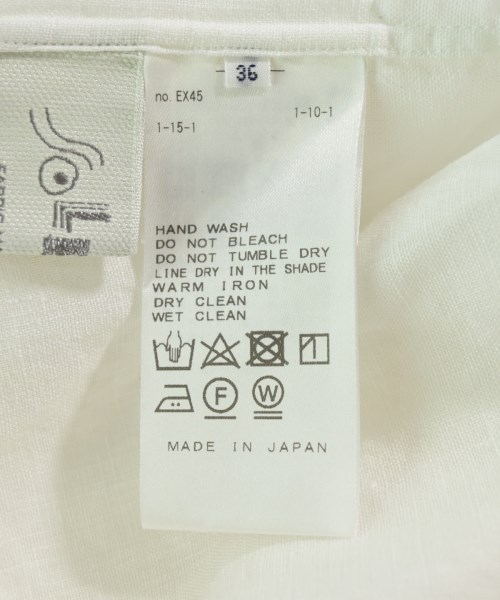 36
no. EX45
1-10-1
1-15-1
HAND WASH
DO NOT BLEACH
DO NOT TUMBLE DRY
LINE DRY IN THE SHADE
WARM IRON
DRY CLEAN
WET CLEAN
F W
MADE IN JAPAN